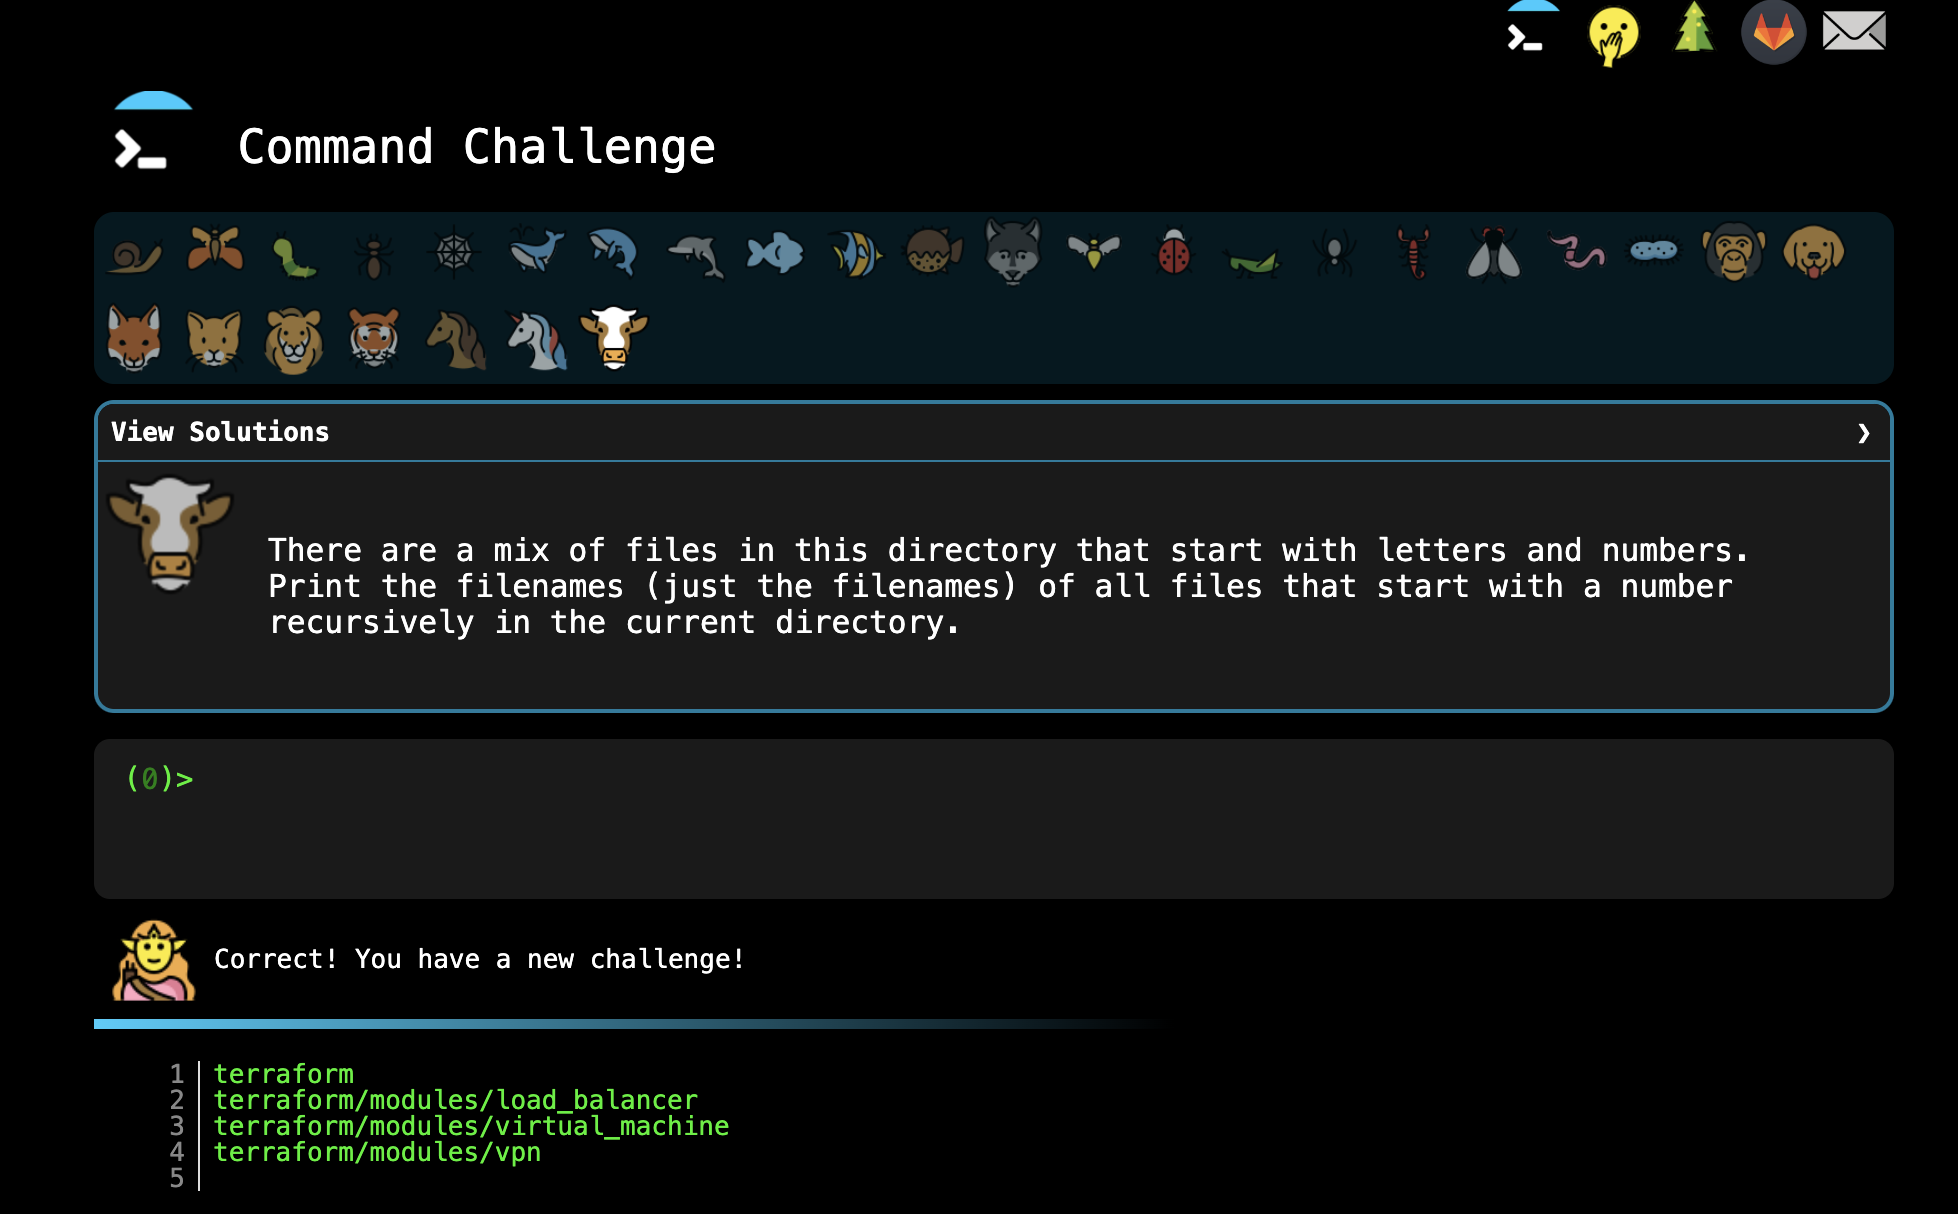 Command Challenge
View Solutions
There are a mix of files in this directory that start with letters and numbers.
Print the filenames (just the filenames) of all files that start with a number
recursively in the current directory.
(0)>
Correct! You have a new challenge!
1 terraform
2 terraform/modules/load_balancer
3 terraform/modules/virtual_machine
4 terraform/modules/vpn
5